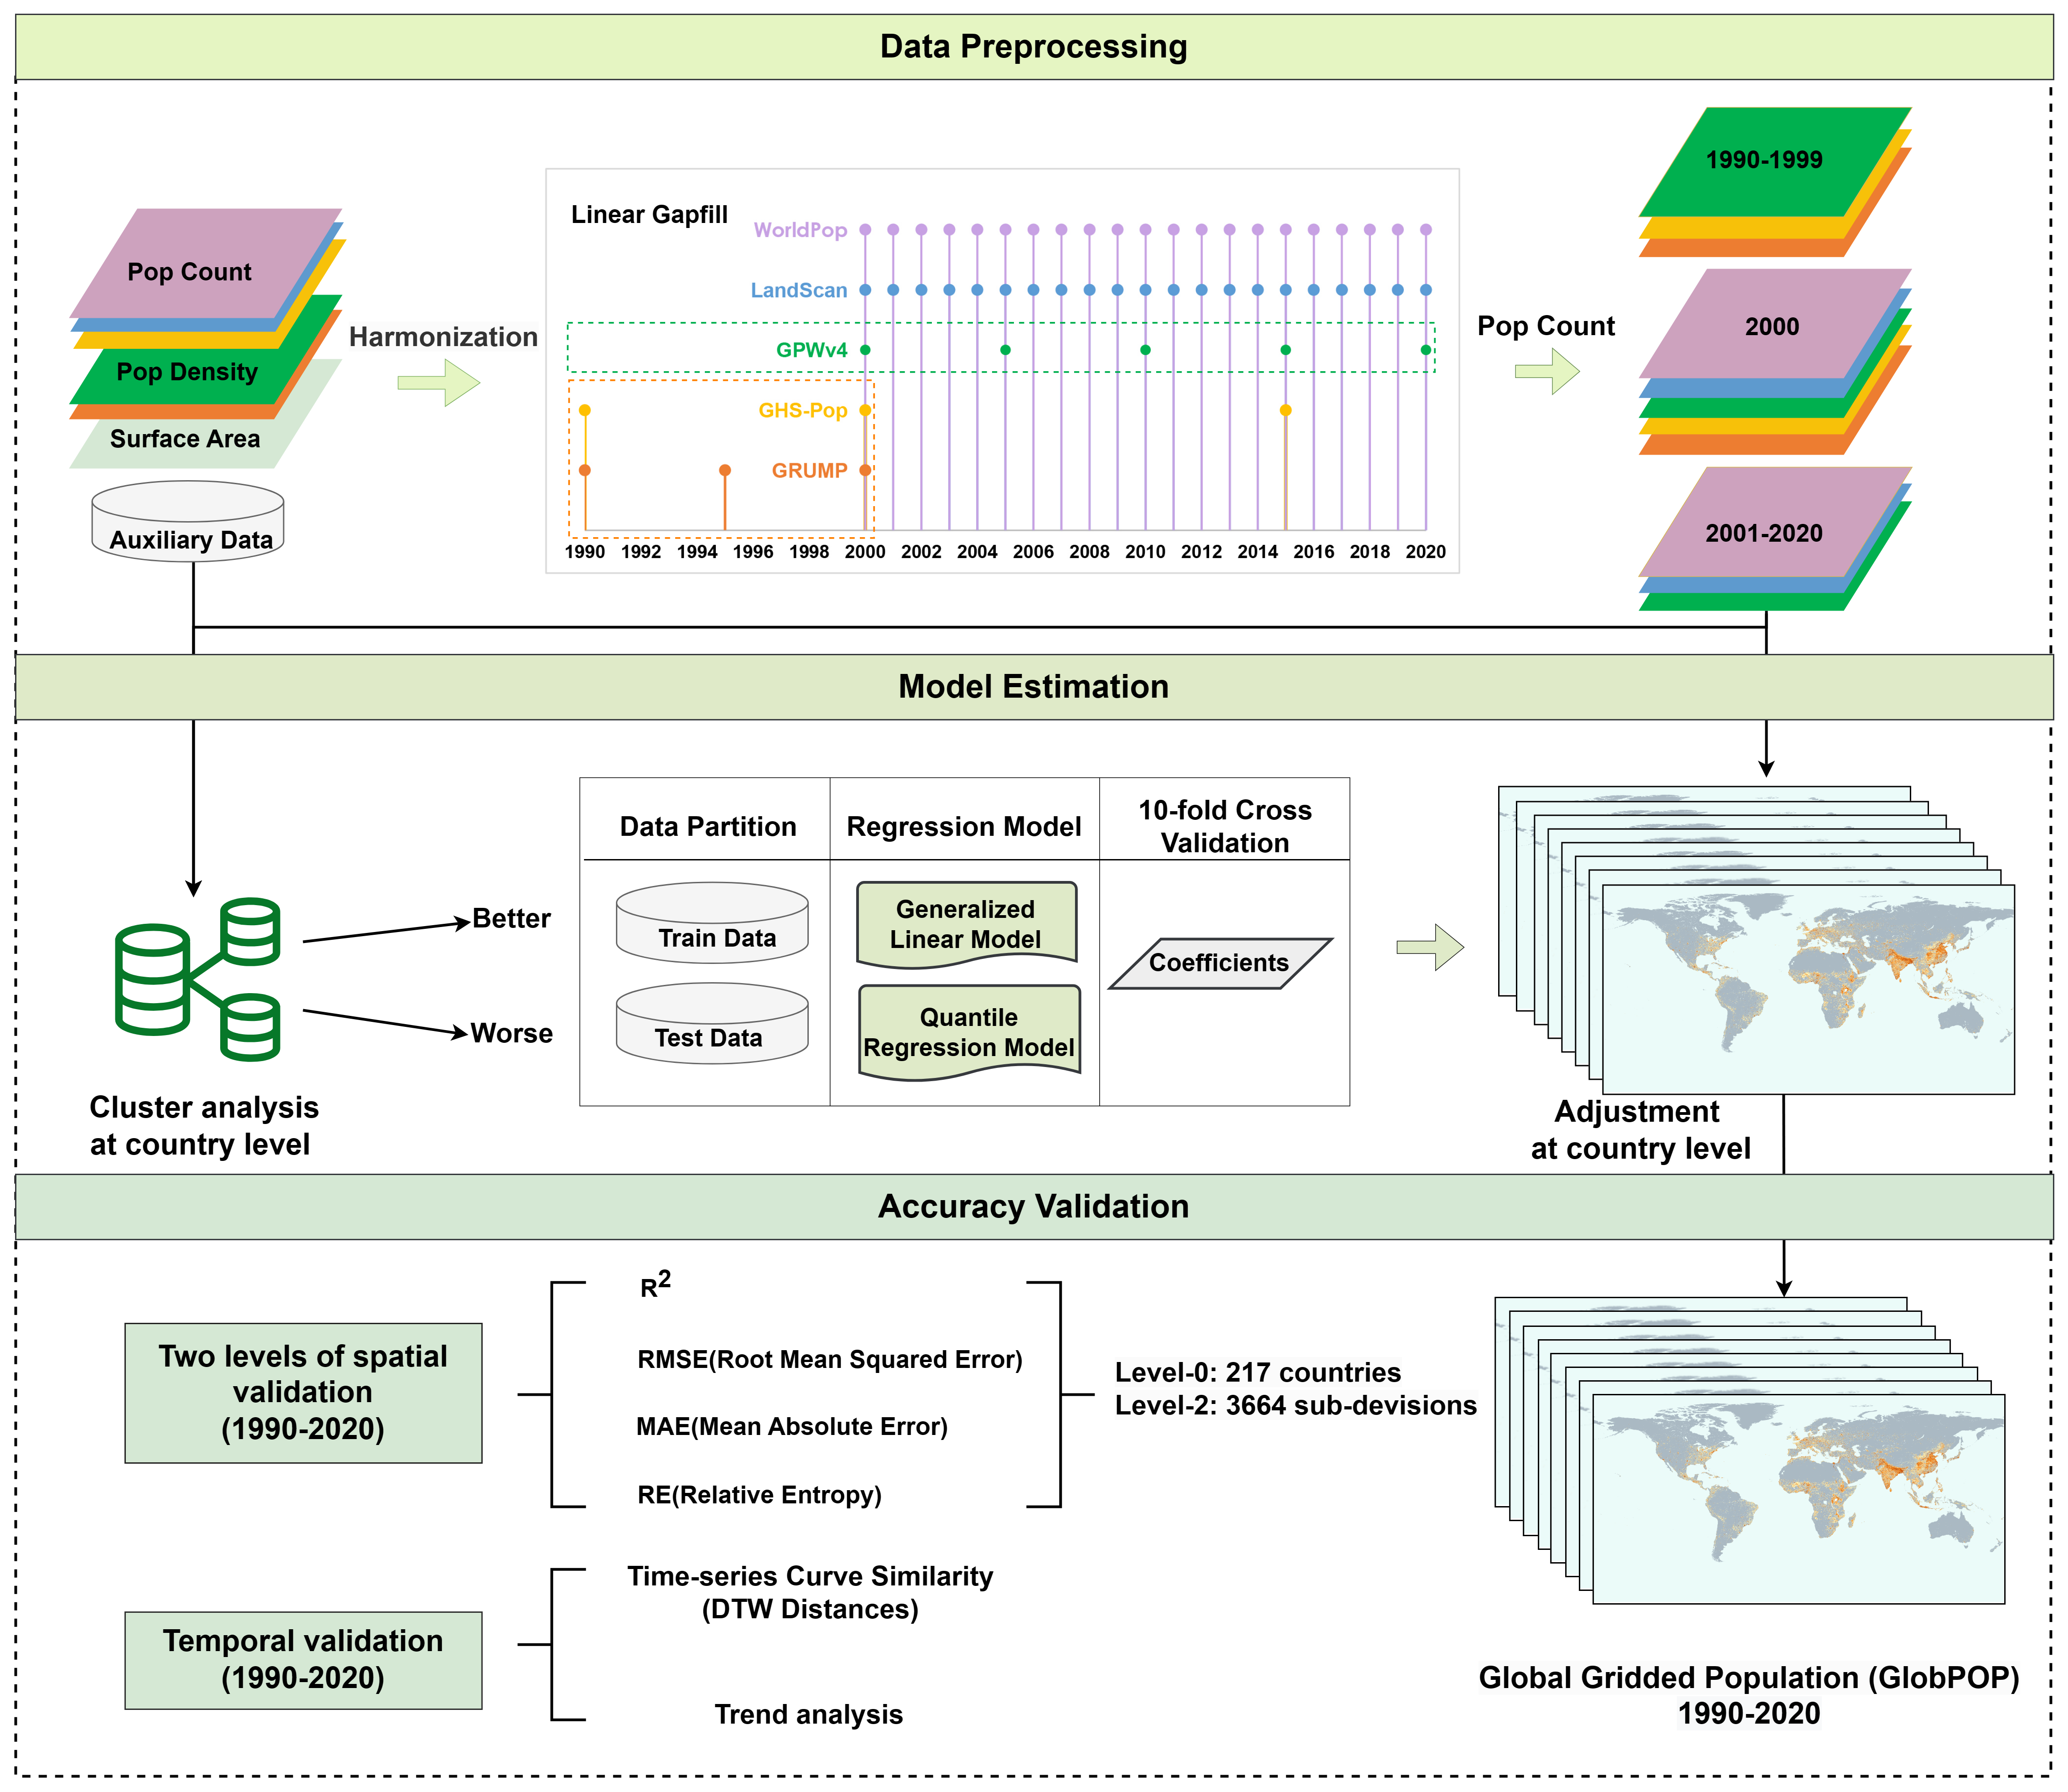 Data Preprocessing
Pop Count
Pop Density
Surface Area
Auxiliary Data
Harmonization
Linear Gapfill
WorldPop
LandScan
GPWv4
GHS-Pop
GRUMP
1990 1992 1994 1996 1998 2000 2002 2004 2006 2008 2010 2012 2014 2016 2018 2020
Pop Count
1990-1999
2000
2001-2020
Model Estimation
Cluster analysis
at country level
Better
Worse
Data Partition
Train Data
Test Data
Regression Model
Generalized
Linear Model
Quantile
Regression Model
10-fold Cross
Validation
Coefficients
Adjustment
at country level
Accuracy Validation
Two levels of spatial
validation
(1990-2020)
R²
RMSE(Root Mean Squared Error)
MAE(Mean Absolute Error)
RE(Relative Entropy)
Level-0: 217 countries
Level-2: 3664 sub-devisions
Temporal validation
(1990-2020)
Time-series Curve Similarity
(DTW Distances)
Trend analysis
Global Gridded Population (GlobPOP)
1990-2020